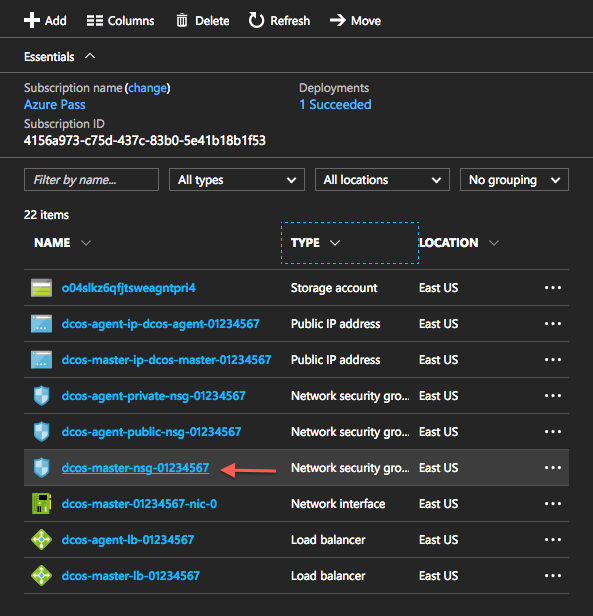 Add Columns Delete Refresh Move
Essentials
Subscription name (change) Deployments
Azure Pass 1 Succeeded
Subscription ID
4156a973-c75d-437c-83b0-5e41b18b1f53
Filter by name... All types All locations No grouping
22 items
NAME TYPE LOCATION
o04slkz6qfjtsweagntpri4 Storage account East US ...
dcos-agent-ip-dcos-agent-01234567 Public IP address East US ...
dcos-master-ip-dcos-master-01234567 Public IP address East US ...
dcos-agent-private-nsg-01234567 Network security gro... East US ...
dcos-agent-public-nsg-01234567 Network security gro... East US ...
dcos-master-nsg-01234567 Network security gro... East US ...
dcos-master-01234567-nic-0 Network interface East US ...
dcos-agent-lb-01234567 Load balancer East US ...
dcos-master-lb-01234567 Load balancer East US ...